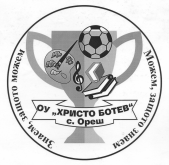 Знаем, защото можем
Можем, защото знаем
ОУ „ХРИСТО БОТЕВ“
с. Ореш